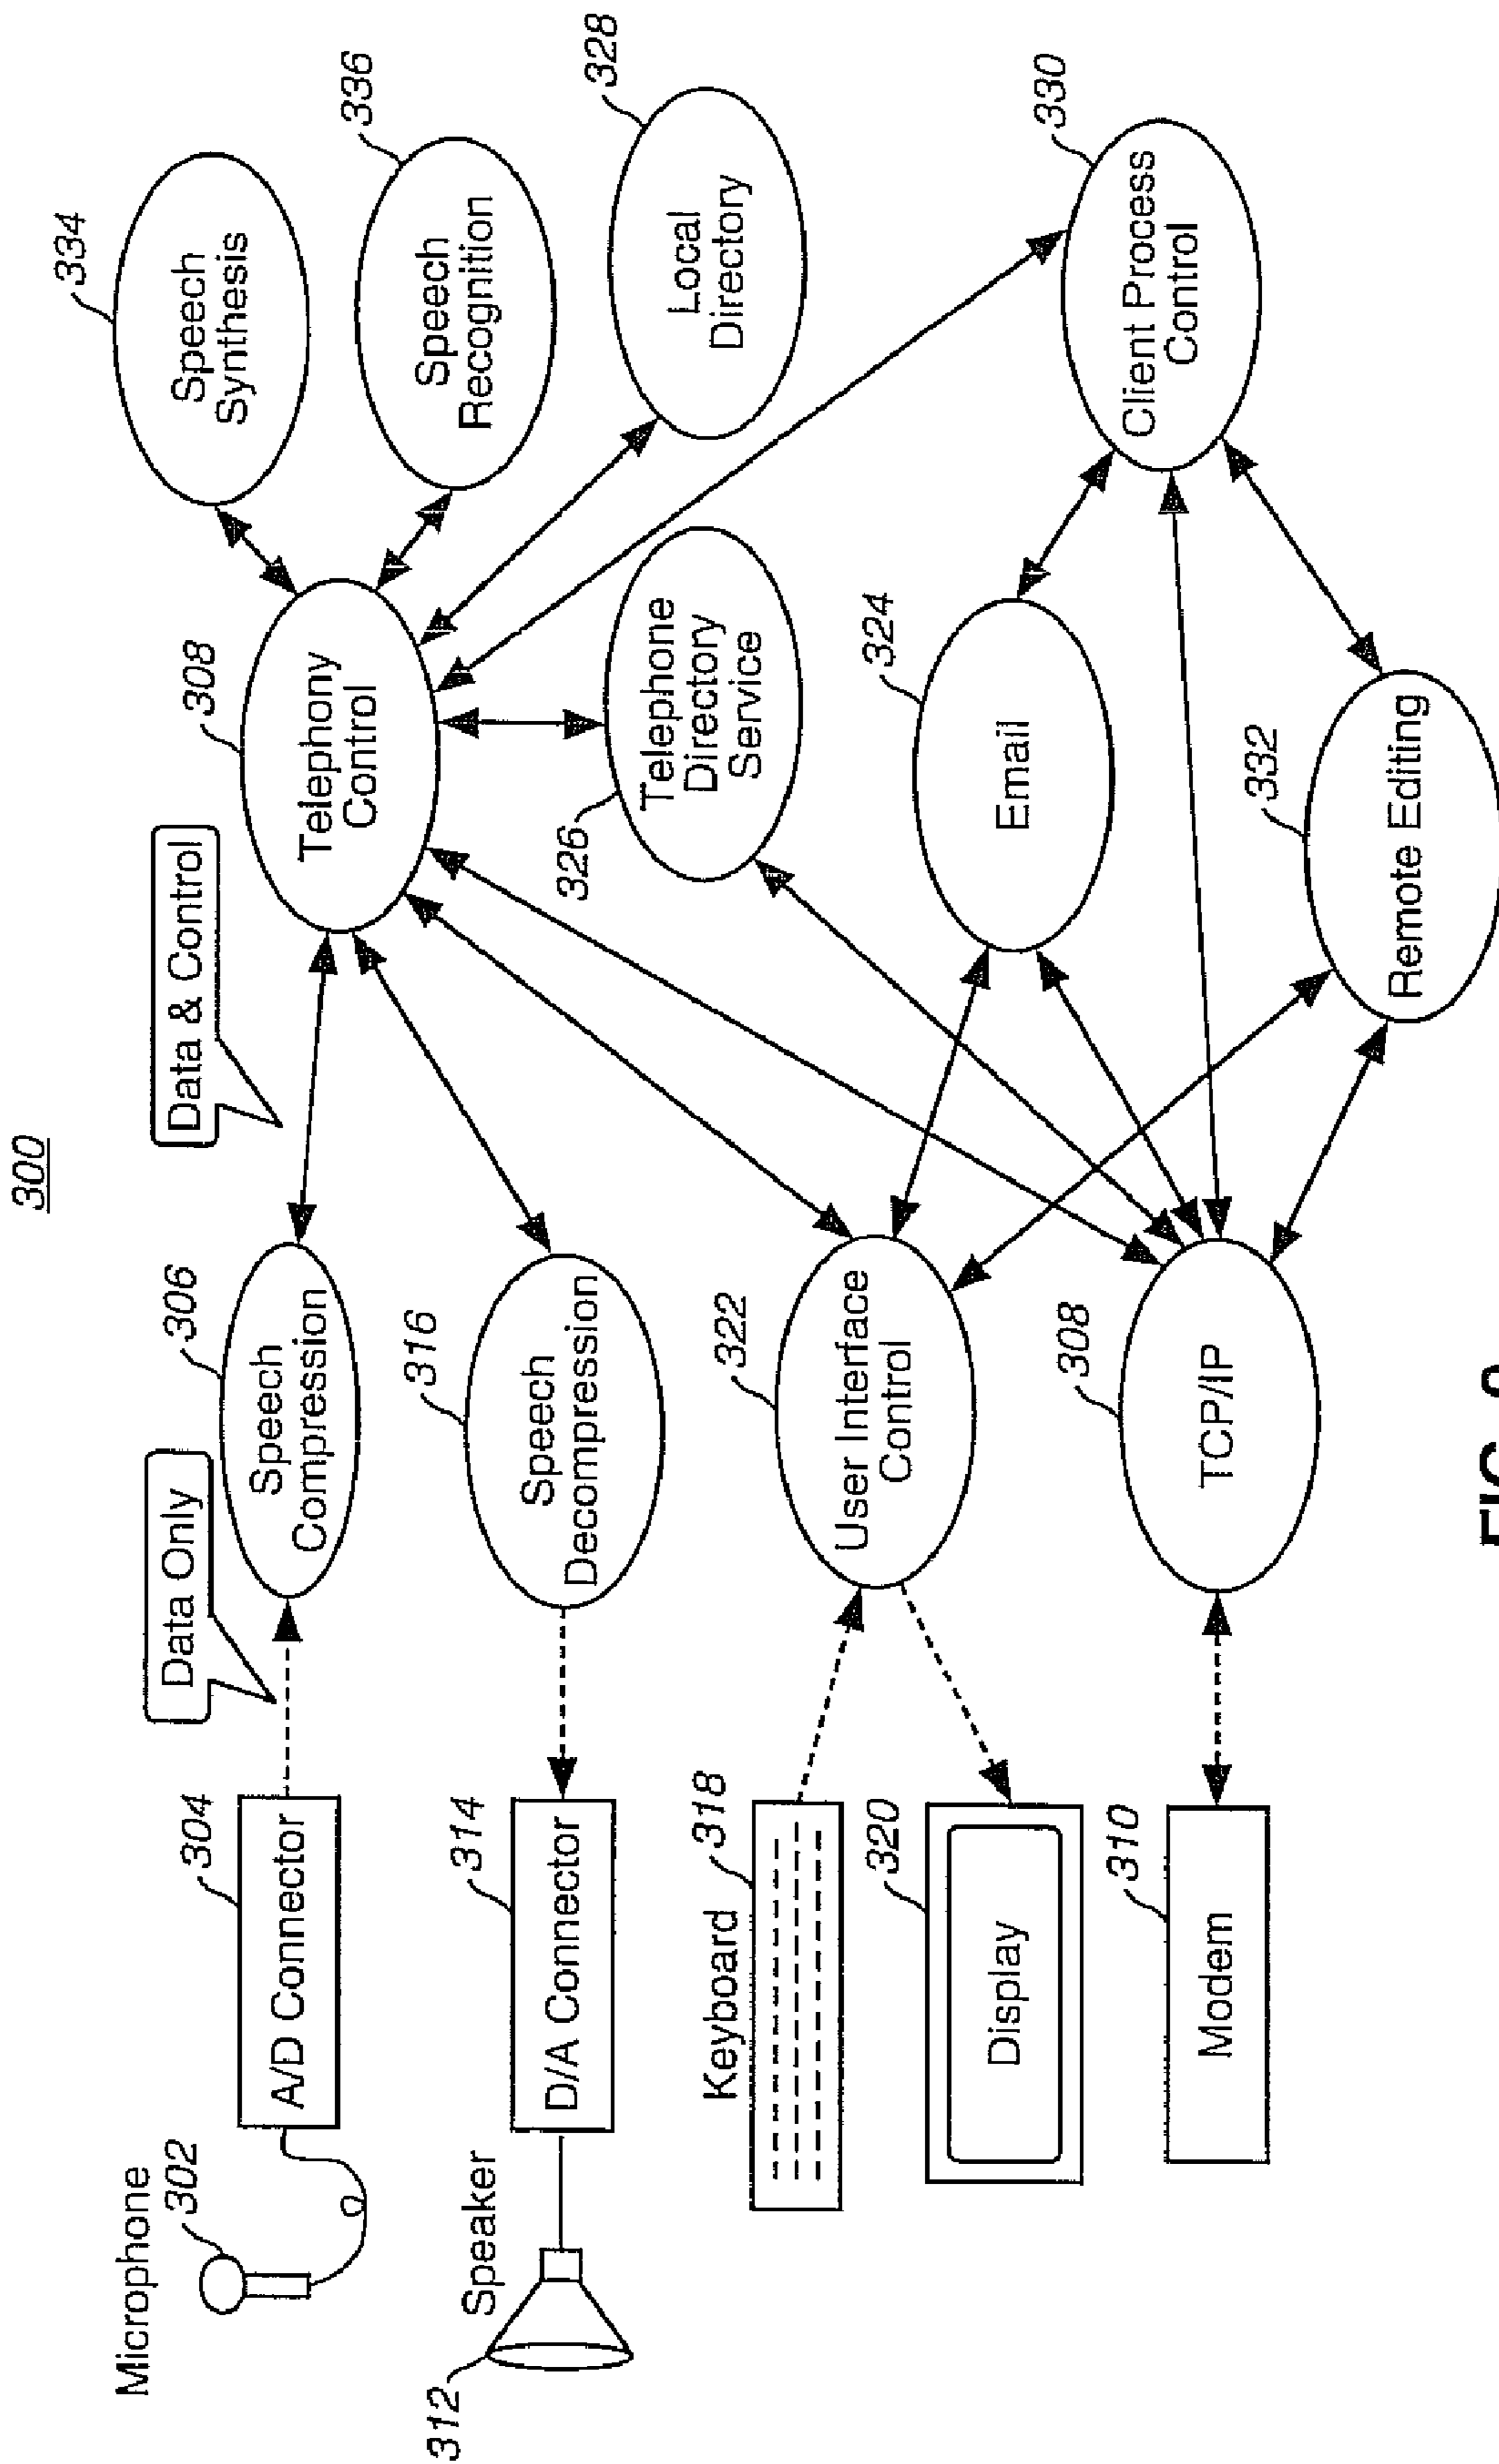 300
Microphone
302
A/D Connector
304
Data Only
Speech
Compression
306
Data & Control
Telephony
Control
308
Speech
Synthesis
334
Speech
Recognition
336
Local
Directory
328
Speaker
312
D/A Connector
314
Speech
Decompression
316
Telephone
Directory
Service
326
Keyboard
318
Display
320
User Interface
Control
322
Email
324
Client Process
Control
330
Modem
310
TCP/IP
308
Remote Editing
332
FIG.